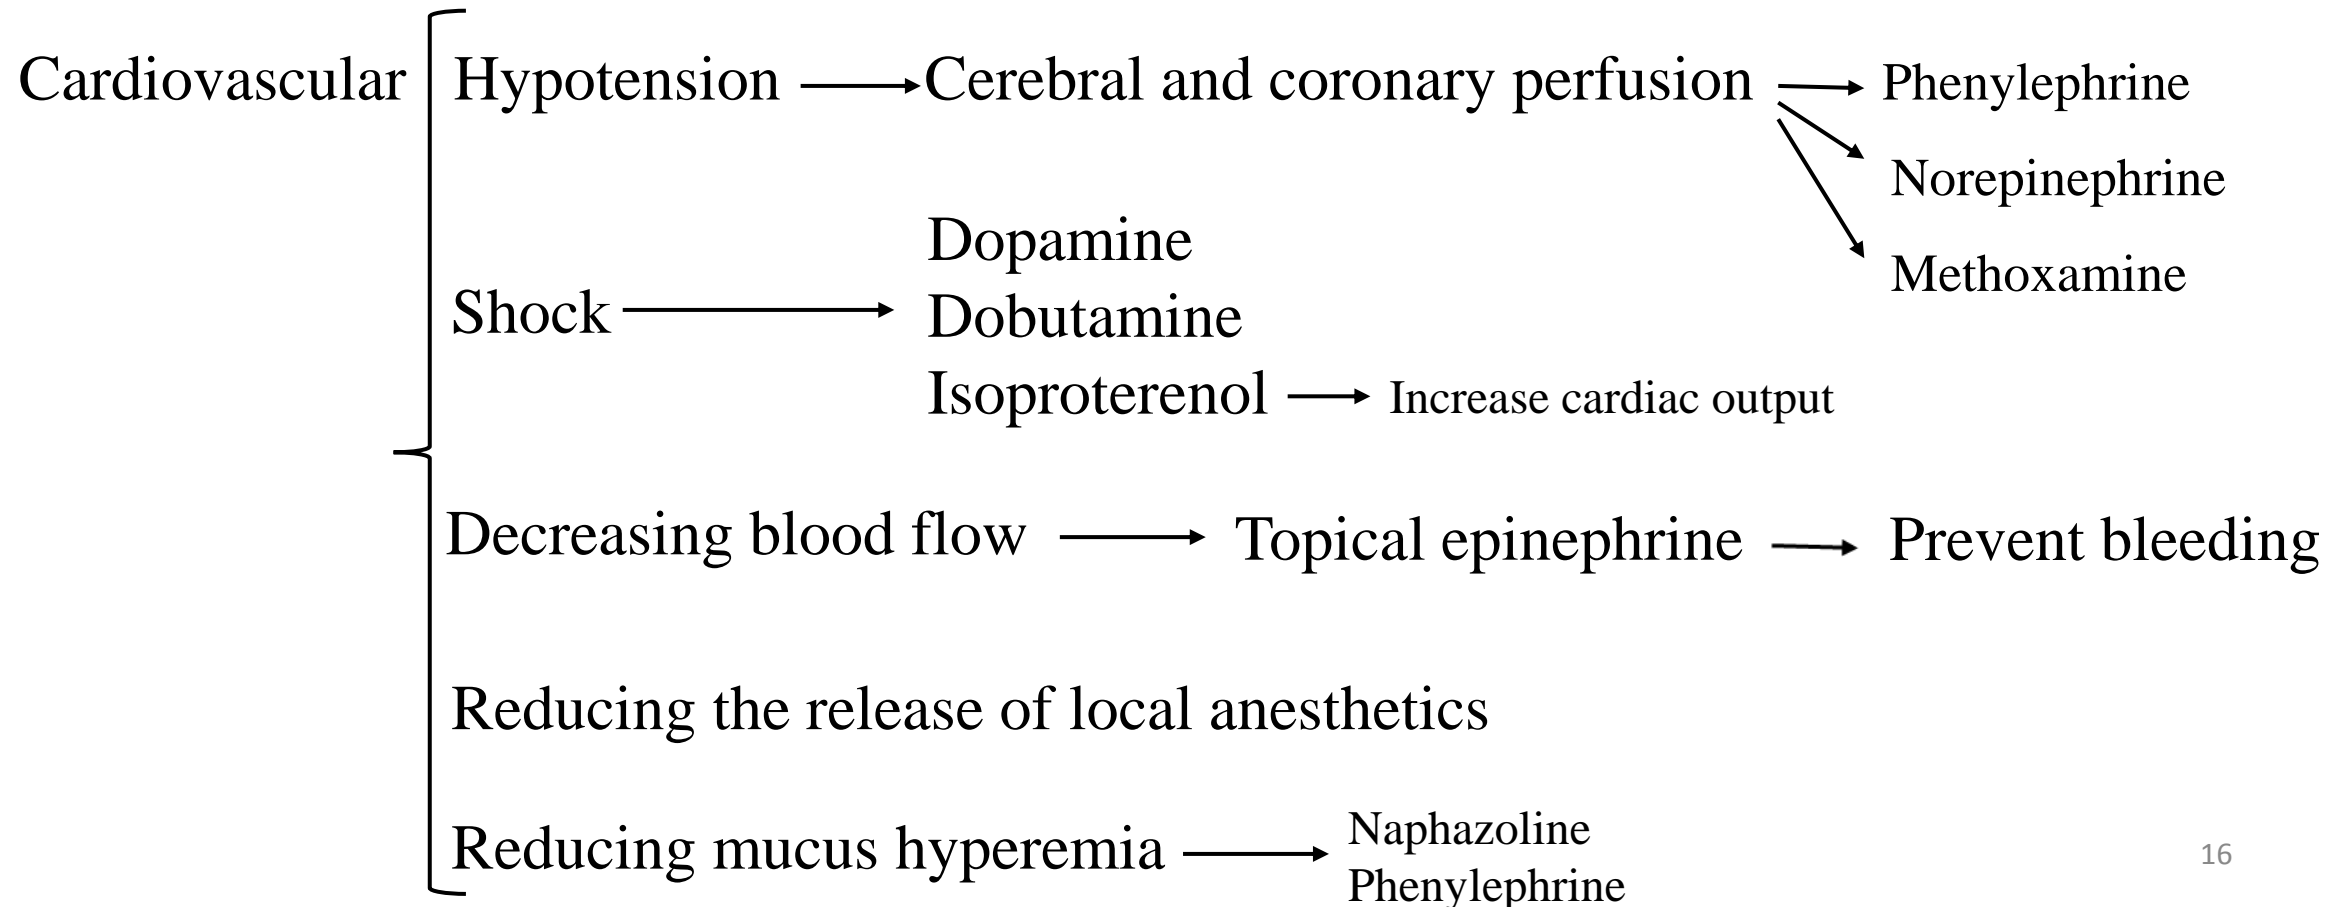 Cardiovascular
Hypotension
Cerebral and coronary perfusion
Phenylephrine
Norepinephrine
Methoxamine
Shock
Dopamine
Dobutamine
Isoproterenol
Increase cardiac output
Decreasing blood flow
Topical epinephrine
Prevent bleeding
Reducing the release of local anesthetics
Reducing mucus hyperemia
Naphazoline
Phenylephrine
16